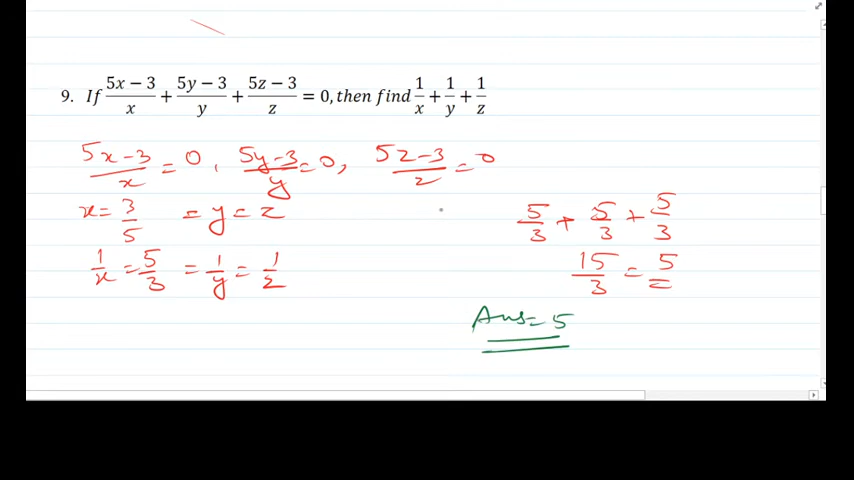 9. If (5x − 3)/x + (5y − 3)/y + (5z − 3)/z = 0, then find 1/x + 1/y + 1/z
(5x−3)/x = 0, (5y−3)/y = 0, (5z−3)/z = 0
x = 3/5 = y = z
1/x = 5/3 = 1/y = 1/z
5/3 + 5/3 + 5/3
15/3 = 5
Ans = 5